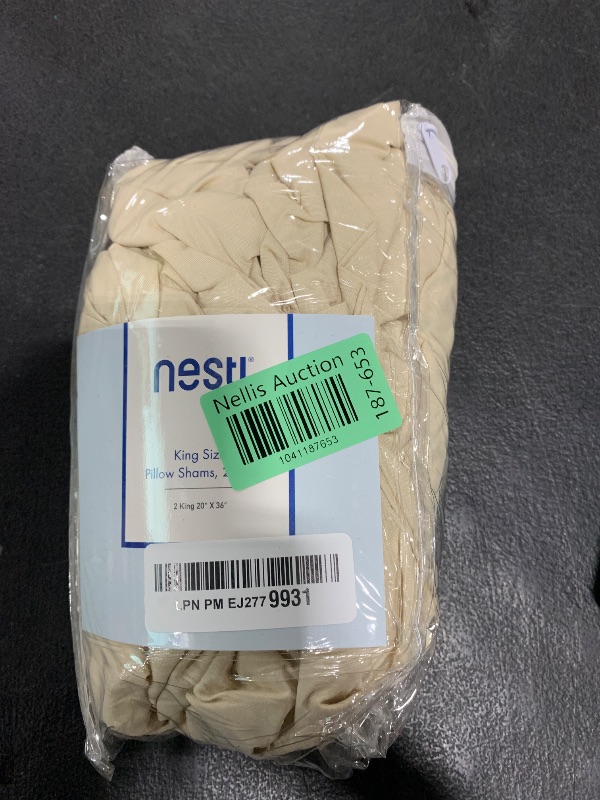 nestl®
Nellis Auction
187-653
1041187653
King Siz
Pillow Shams, 2
2 King 20" X 36"
LPN PM EJ277 9931